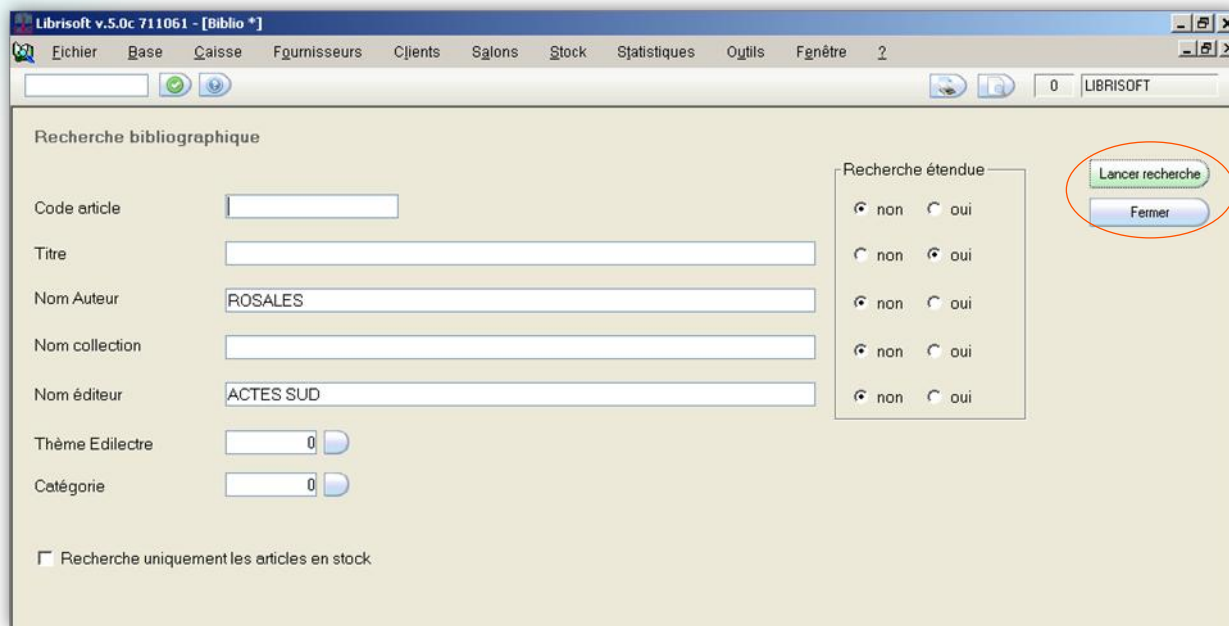 Librisoft v.5.0c 711061 - [Biblio *]
Fichier Base Caisse Fournisseurs Clients Salons Stock Statistiques Outils Fenêtre ?
0 LIBRISOFT
Recherche bibliographique
Recherche étendue
Lancer recherche
Code article non oui
Fermer
Titre non oui
Nom Auteur ROSALES non oui
Nom collection non oui
Nom éditeur ACTES SUD non oui
Thème Edilectre 0
Catégorie 0
Recherche uniquement les articles en stock